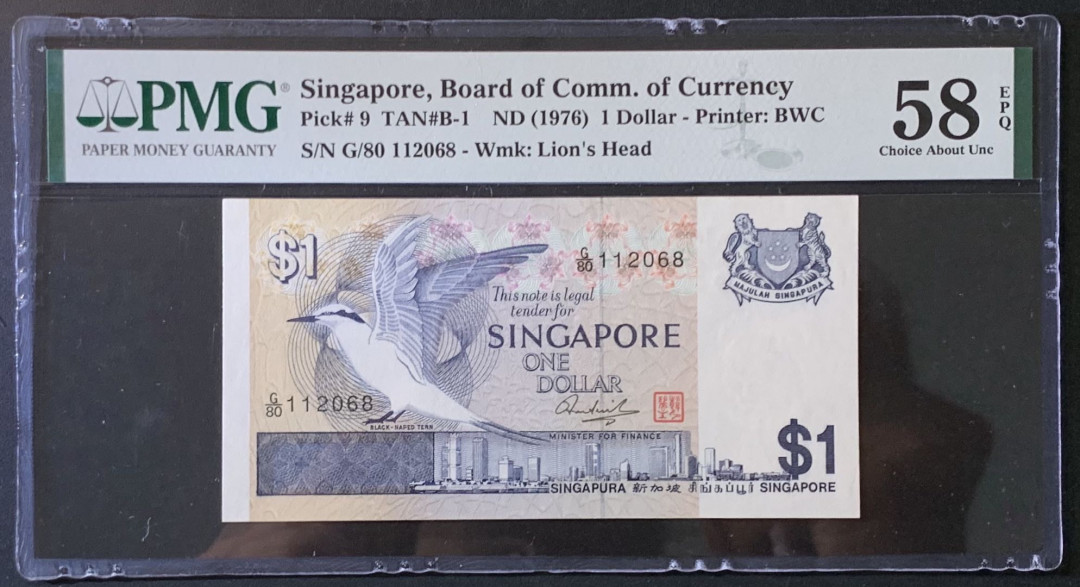 PMG®
PAPER MONEY GUARANTY
Singapore, Board of Comm. of Currency
Pick# 9 TAN#B-1 ND (1976) 1 Dollar - Printer: BWC
S/N G/80 112068 - Wmk: Lion's Head
58
EPQ
Choice About Unc
$1
G/80 112068
MAJULAH SINGAPURA
This note is legal
tender for
SINGAPORE
ONE
DOLLAR
G/80 112068
BLACK-NAPED TERN
MINISTER FOR FINANCE
$1
SINGAPURA 新加坡 சிங்கப்பூர் SINGAPORE